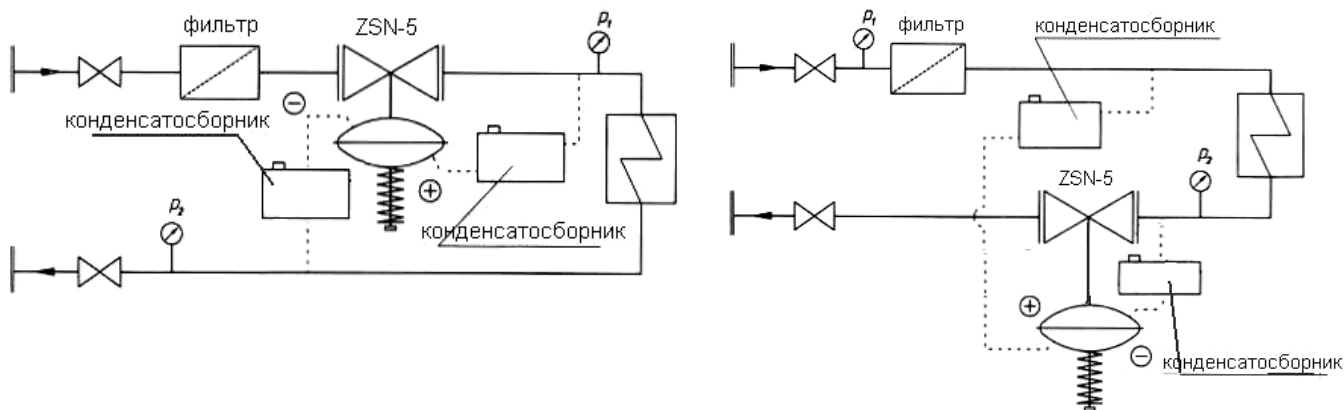 фильтр
ZSN-5
p1
⊖
конденсатосборник
⊕
конденсатосборник
p2
p1
фильтр
конденсатосборник
ZSN-5
p2
⊕
⊖
конденсатосборник